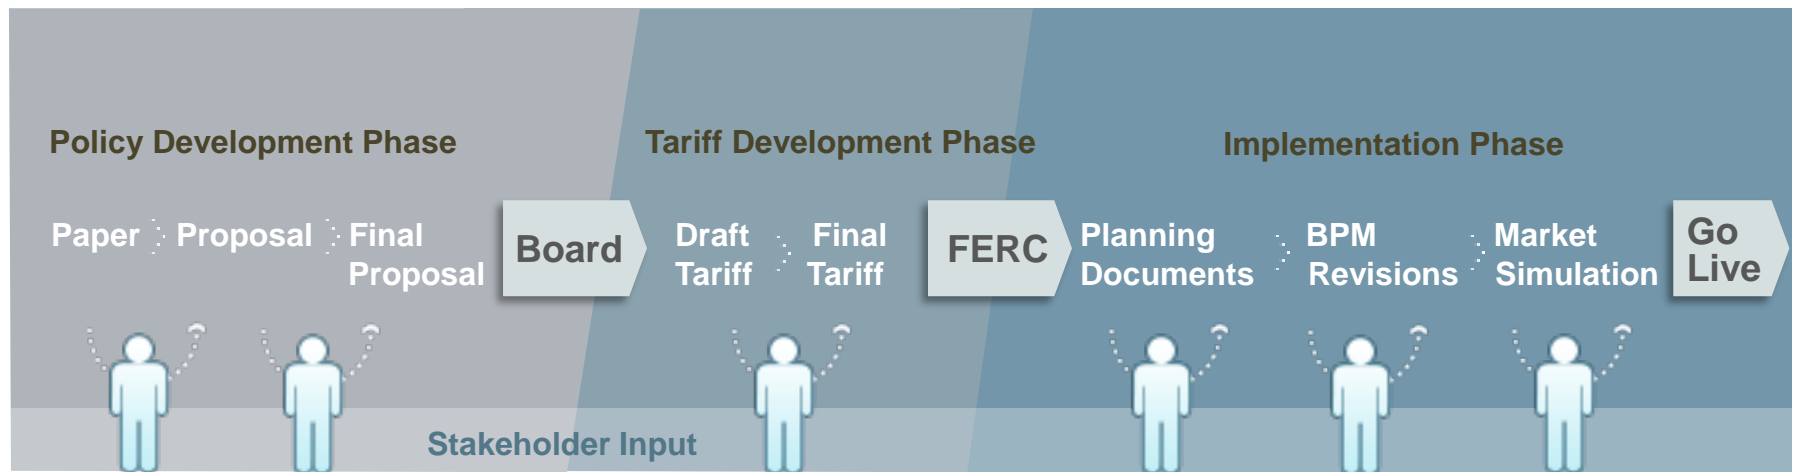 Policy Development Phase
Tariff Development Phase
Implementation Phase
Paper
Proposal
Final
Proposal
Board
Draft
Tariff
Final
Tariff
FERC
Planning
Documents
BPM
Revisions
Market
Simulation
Go
Live
Stakeholder Input